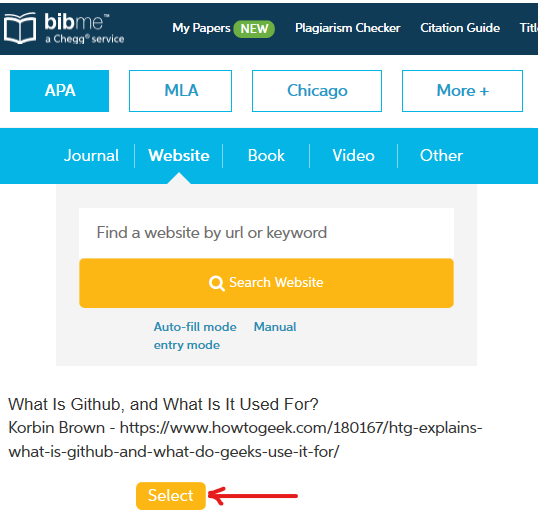 bibme™
a Chegg® service
My Papers NEW Plagiarism Checker Citation Guide
APA MLA Chicago More +
Journal Website Book Video Other
Find a website by url or keyword
Search Website
Auto-fill mode Manual
entry mode
What Is Github, and What Is It Used For?
Korbin Brown - https://www.howtogeek.com/180167/htg-explains-
what-is-github-and-what-do-geeks-use-it-for/
Select